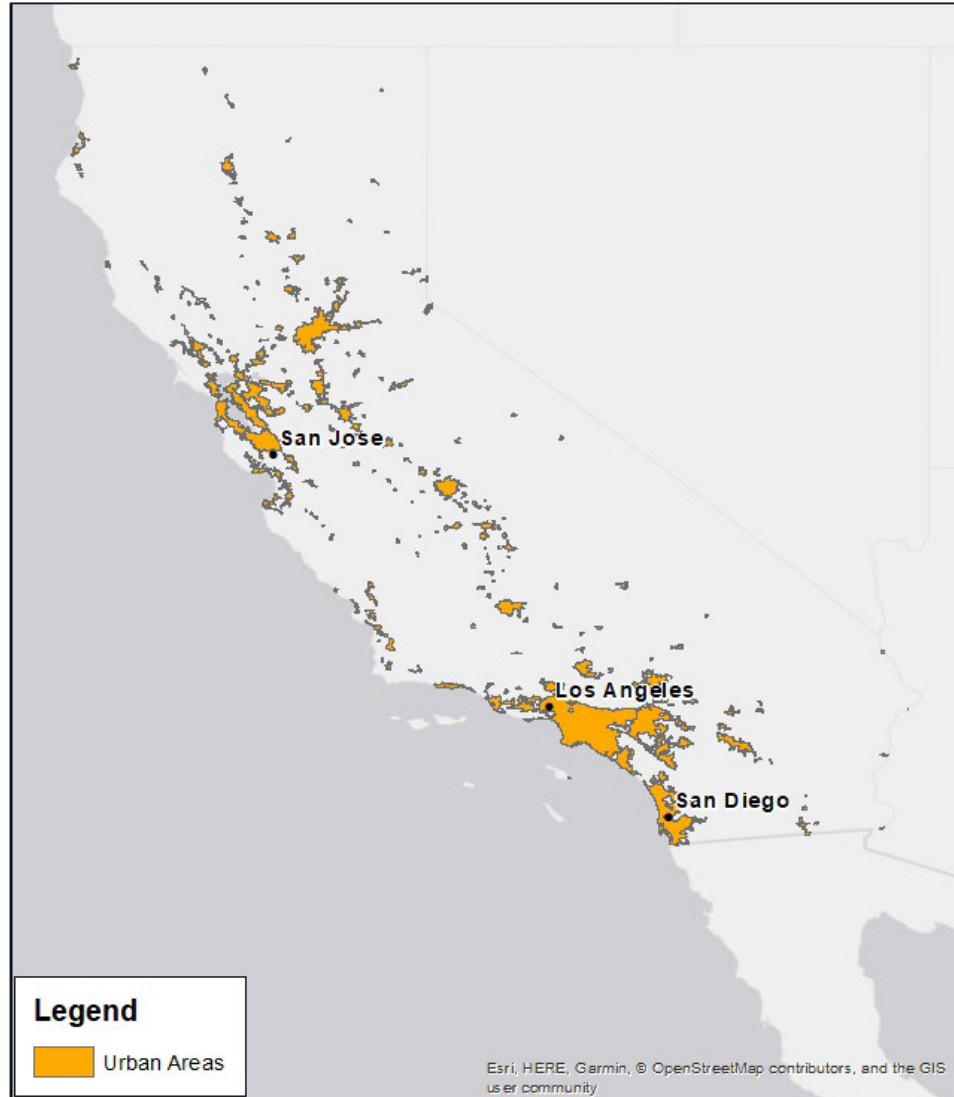 San Jose
Los Angeles
San Diego
Legend
Urban Areas
Esri, HERE, Garmin, © OpenStreetMap contributors, and the GIS
user community